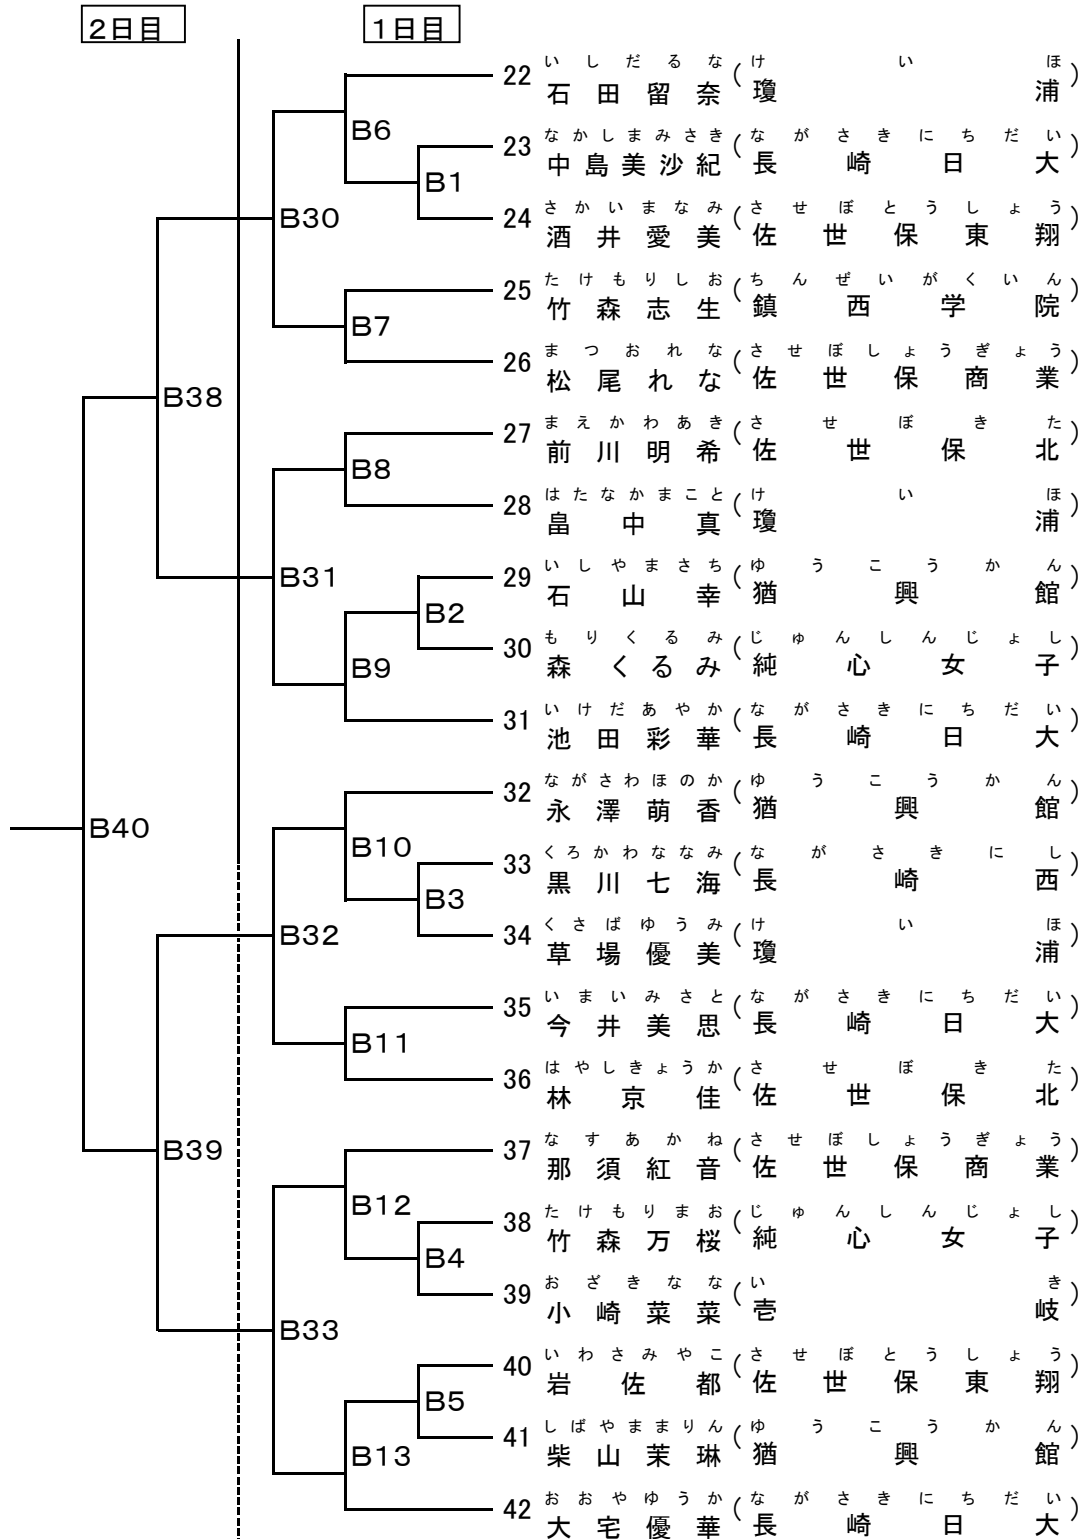 2日目 1日目
いしだるな けいほ
22 石田留奈 (瓊浦)
B6
なかしまみさき ながさきにちだい
23 中島美沙紀 (長崎日大)
B1
さかいまなみ させぼとうしょう
24 酒井愛美 (佐世保東翔)
B30
たけもりしお ちんぜいがくいん
25 竹森志生 (鎮西学院)
B7
まつおれな させぼしょうぎょう
26 松尾れな (佐世保商業)
B38
まえかわあき させぼきた
27 前川明希 (佐世保北)
B8
はたなかまこと けいほ
28 畠中真 (瓊浦)
B31
いしやまさち ゆうこうかん
29 石山幸 (猶興館)
B2
もりくるみ じゅんしんじょし
30 森くるみ (純心女子)
B9
いけだあやか ながさきにちだい
31 池田彩華 (長崎日大)
ながさわほのか ゆうこうかん
32 永澤萌香 (猶興館)
B40
B10
くろかわななみ ながさきにし
33 黒川七海 (長崎西)
B3
くさばゆうみ けいほ
34 草場優美 (瓊浦)
B32
いまいみさと ながさきにちだい
35 今井美思 (長崎日大)
B11
はやしきょうか させぼきた
36 林京佳 (佐世保北)
B39
なすあかね させぼしょうぎょう
37 那須紅音 (佐世保商業)
B12
たけもりまお じゅんしんじょし
38 竹森万桜 (純心女子)
B4
おざきなな いき
39 小崎菜菜 (壱岐)
B33
いわさみやこ させぼとうしょう
40 岩佐都 (佐世保東翔)
B5
しばやままりん ゆうこうかん
41 柴山茉琳 (猶興館)
B13
おおやゆうか ながさきにちだい
42 大宅優華 (長崎日大)